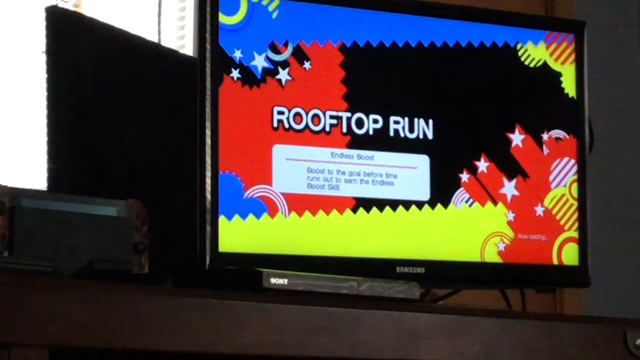 ROOFTOP RUN
Endless Boost
Boost to the goal before time
runs out to earn the Endless
Boost Skill.
Now loading...
SAMSUNG
SONY